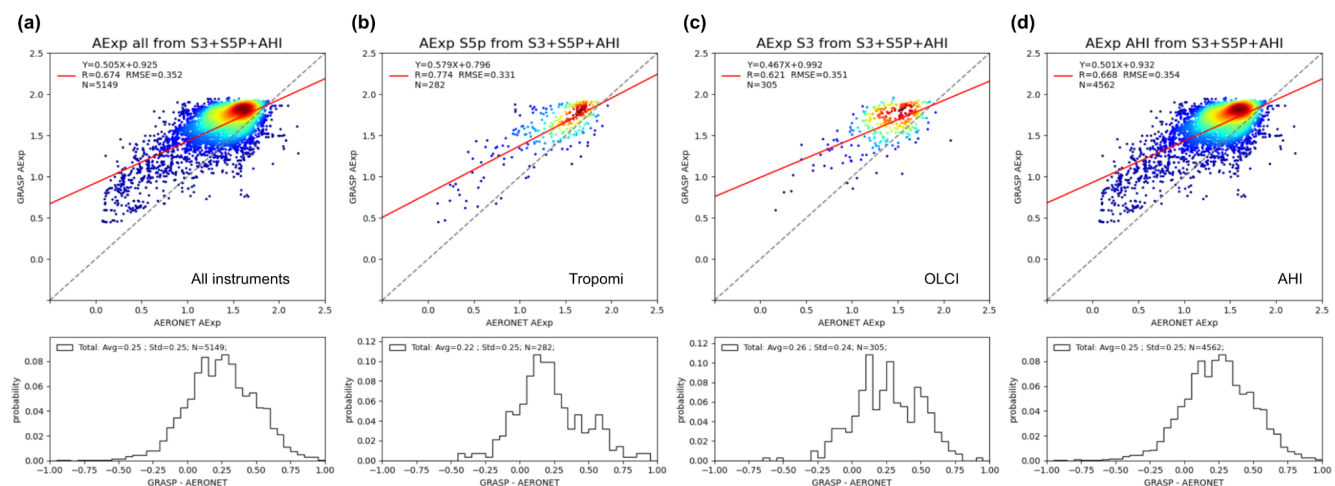 (a)
AExp all from S3+S5P+AHI
Y=0.505X+0.925
R=0.674 RMSE=0.352
N=5149
2.5
2.0
1.5
1.0
0.5
0.0
GRASP AExp
All instruments
0.0 0.5 1.0 1.5 2.0 2.5
AERONET AExp
Total: Avg=0.25 ; Std=0.25; N=5149;
0.08
0.06
0.04
0.02
0.00
probability
−1.00 −0.75 −0.50 −0.25 0.00 0.25 0.50 0.75 1.00
GRASP - AERONET
(b)
AExp S5p from S3+S5P+AHI
Y=0.579X+0.796
R=0.774 RMSE=0.331
N=282
2.5
2.0
1.5
1.0
0.5
0.0
GRASP AExp
Tropomi
0.0 0.5 1.0 1.5 2.0 2.5
AERONET AExp
Total: Avg=0.22 ; Std=0.25; N=282;
0.12
0.10
0.08
0.06
0.04
0.02
0.00
probability
−1.00 −0.75 −0.50 −0.25 0.00 0.25 0.50 0.75 1.00
GRASP - AERONET
(c)
AExp S3 from S3+S5P+AHI
Y=0.467X+0.992
R=0.621 RMSE=0.351
N=305
2.5
2.0
1.5
1.0
0.5
0.0
GRASP AExp
OLCI
0.0 0.5 1.0 1.5 2.0 2.5
AERONET AExp
Total: Avg=0.26 ; Std=0.24; N=305;
0.12
0.10
0.08
0.06
0.04
0.02
0.00
probability
−1.00 −0.75 −0.50 −0.25 0.00 0.25 0.50 0.75 1.00
GRASP - AERONET
(d)
AExp AHI from S3+S5P+AHI
Y=0.501X+0.932
R=0.668 RMSE=0.354
N=4562
2.5
2.0
1.5
1.0
0.5
0.0
GRASP AExp
AHI
0.0 0.5 1.0 1.5 2.0 2.5
AERONET AExp
Total: Avg=0.25 ; Std=0.25; N=4562;
0.08
0.06
0.04
0.02
0.00
probability
−1.00 −0.75 −0.50 −0.25 0.00 0.25 0.50 0.75 1.00
GRASP - AERONET